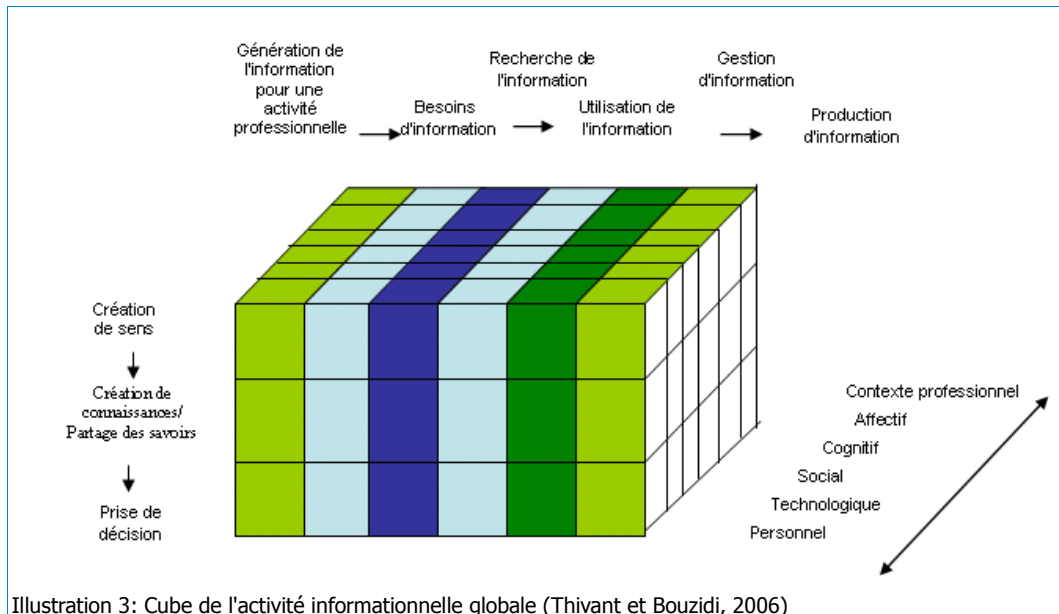 Génération de
l'information
pour une
activité
professionnelle
Besoins
d'information
Recherche de
l'information
Utilisation de
l'information
Gestion
d'information
Production
d'information
Création
de sens
Création de
connaissances/
Partage des savoirs
Prise de
décision
Contexte professionnel
Affectif
Cognitif
Social
Technologique
Personnel
Illustration 3: Cube de l'activité informationnelle globale (Thivant et Bouzidi, 2006)